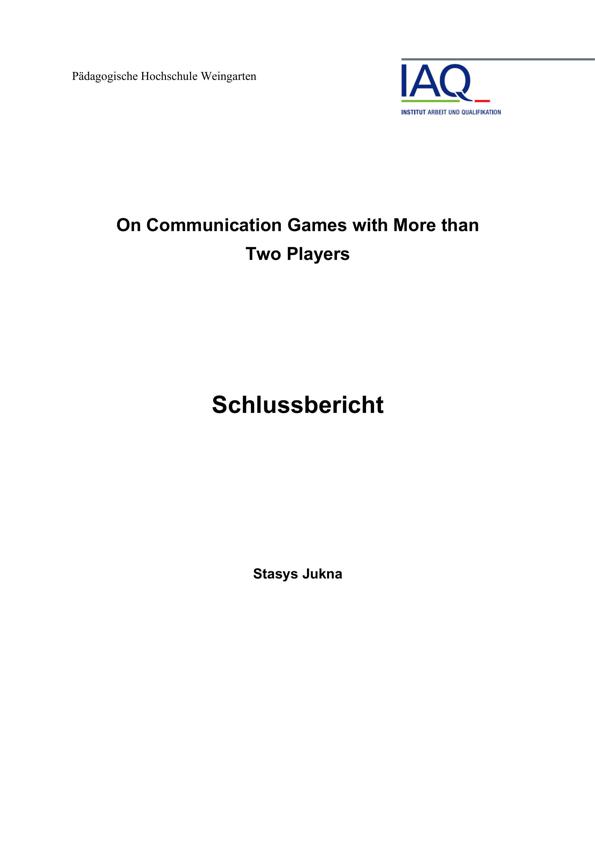 Pädagogische Hochschule Weingarten
IAQ
INSTITUT ARBEIT UND QUALIFIKATION
On Communication Games with More than
Two Players
Schlussbericht
Stasys Jukna